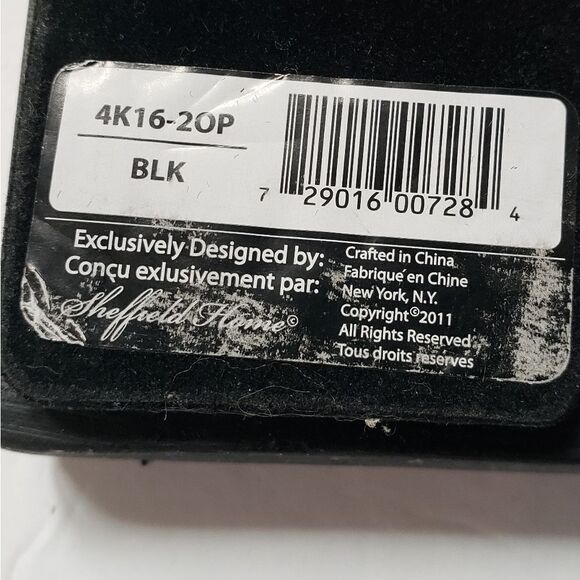 4K16-2OP
BLK
7 29016 00728 4
Exclusively Designed by:
Conçu exlusivement par:
Sheffield Home©
Crafted in China
Fabrique en Chine
New York, N.Y.
Copyright©2011
All Rights Reserved
Tous droits reserves